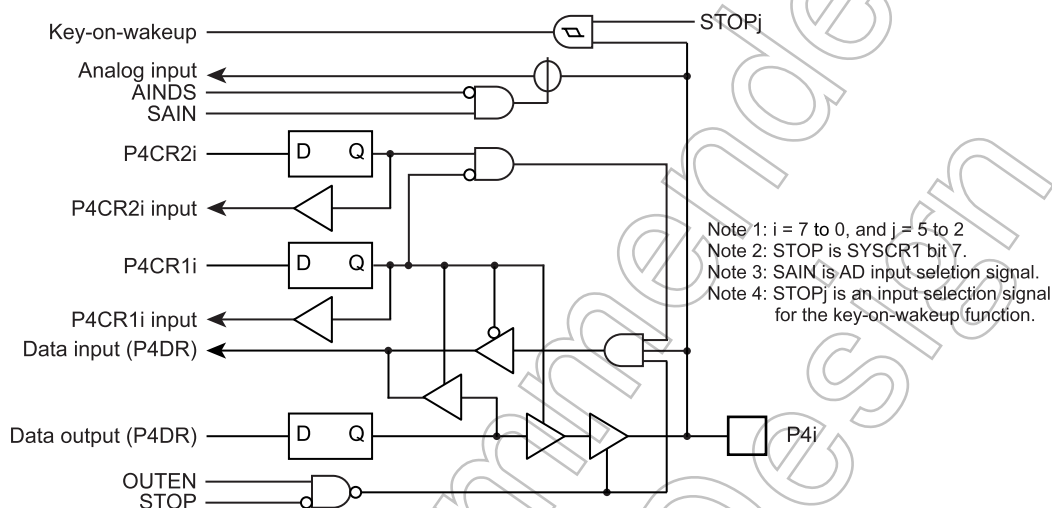 Key-on-wakeup
STOPj
Analog input
AINDS
SAIN
P4CR2i
D Q
P4CR2i input
Note 1: i = 7 to 0, and j = 5 to 2
Note 2: STOP is SYSCR1 bit 7.
Note 3: SAIN is AD input seletion signal.
Note 4: STOPj is an input selection signal
for the key-on-wakeup function.
P4CR1i
D Q
P4CR1i input
Data input (P4DR)
Data output (P4DR)
D Q
P4i
OUTEN
STOP